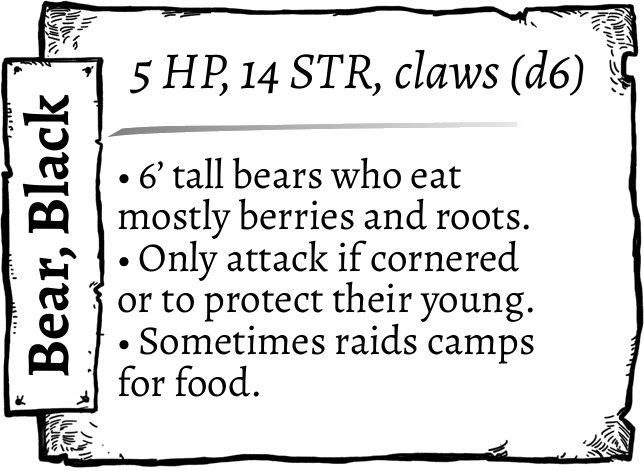 Bear, Black
5 HP, 14 STR, claws (d6)
• 6’ tall bears who eat
mostly berries and roots.
• Only attack if cornered
or to protect their young.
• Sometimes raids camps
for food.